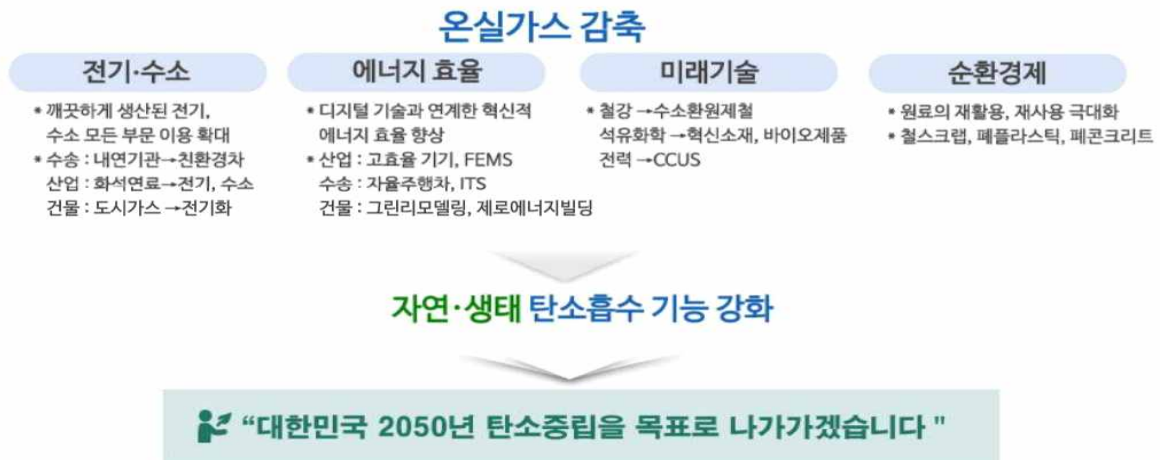 온실가스 감축
전기·수소
* 깨끗하게 생산된 전기,
수소 모든 부문 이용 확대
* 수송 : 내연기관→친환경차
산업 : 화석연료→전기, 수소
건물 : 도시가스 →전기화
에너지 효율
* 디지털 기술과 연계한 혁신적
에너지 효율 향상
* 산업 : 고효율 기기, FEMS
수송 : 자율주행차, ITS
건물 : 그린리모델링, 제로에너지빌딩
미래기술
* 철강 →수소환원제철
석유화학 →혁신소재, 바이오제품
전력 →CCUS
순환경제
* 원료의 재활용, 재사용 극대화
* 철스크랩, 폐플라스틱, 폐콘크리트
자연·생태 탄소흡수 기능 강화
“대한민국 2050년 탄소중립을 목표로 나가가겠습니다 "